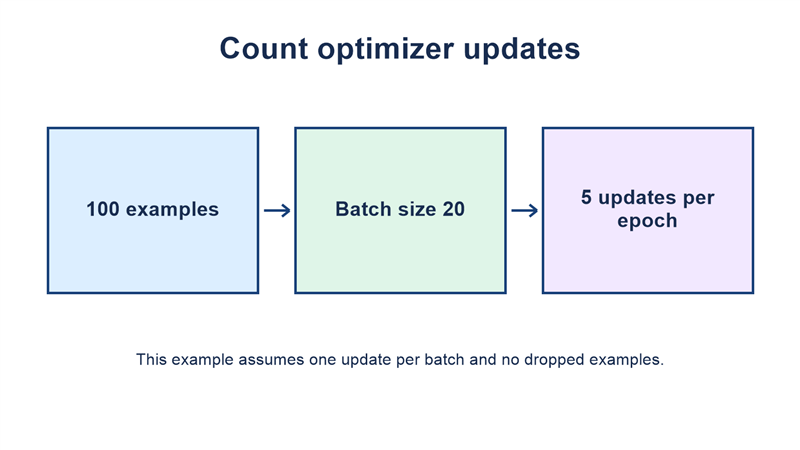 Count optimizer updates
100 examples
Batch size 20
5 updates per
epoch
This example assumes one update per batch and no dropped examples.